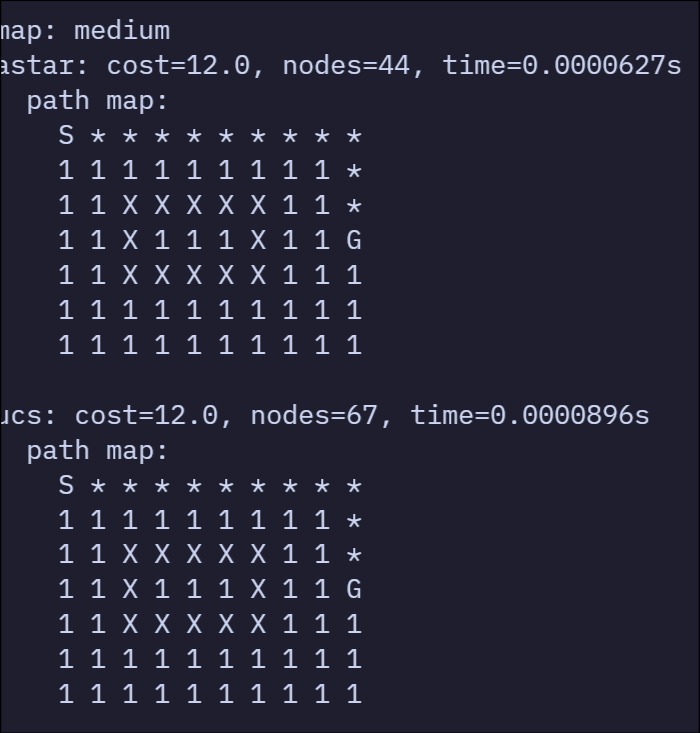 map: medium
astar: cost=12.0, nodes=44, time=0.0000627s
path map:
S * * * * * * * * *
1 1 1 1 1 1 1 1 1 *
1 1 X X X X X 1 1 *
1 1 X 1 1 1 X 1 1 G
1 1 X X X X X 1 1 1
1 1 1 1 1 1 1 1 1 1
1 1 1 1 1 1 1 1 1 1
ucs: cost=12.0, nodes=67, time=0.0000896s
path map:
S * * * * * * * * *
1 1 1 1 1 1 1 1 1 *
1 1 X X X X X 1 1 *
1 1 X 1 1 1 X 1 1 G
1 1 X X X X X 1 1 1
1 1 1 1 1 1 1 1 1 1
1 1 1 1 1 1 1 1 1 1